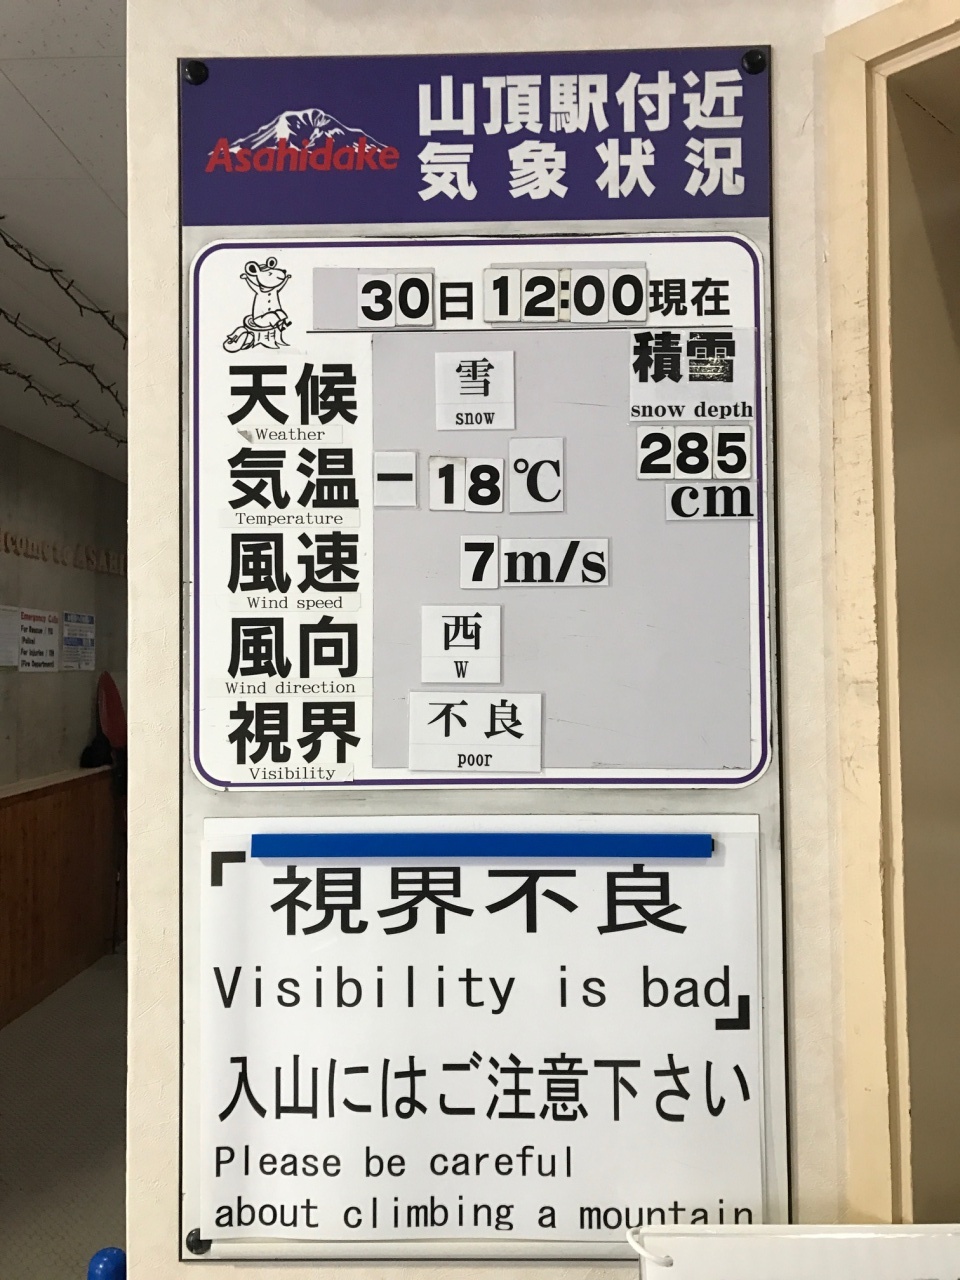 Asahidake
山頂駅付近
気象状況
30日 12:00現在
天候
Weather
雪
snow
積雪
snow depth
285
cm
気温
Temperature
-18℃
風速
Wind speed
7m/s
風向
Wind direction
西
W
視界
Visibility
不良
poor
「視界不良
Visibility is bad」
入山にはご注意下さい
Please be careful
about climbing a mountain
Emergency Calls